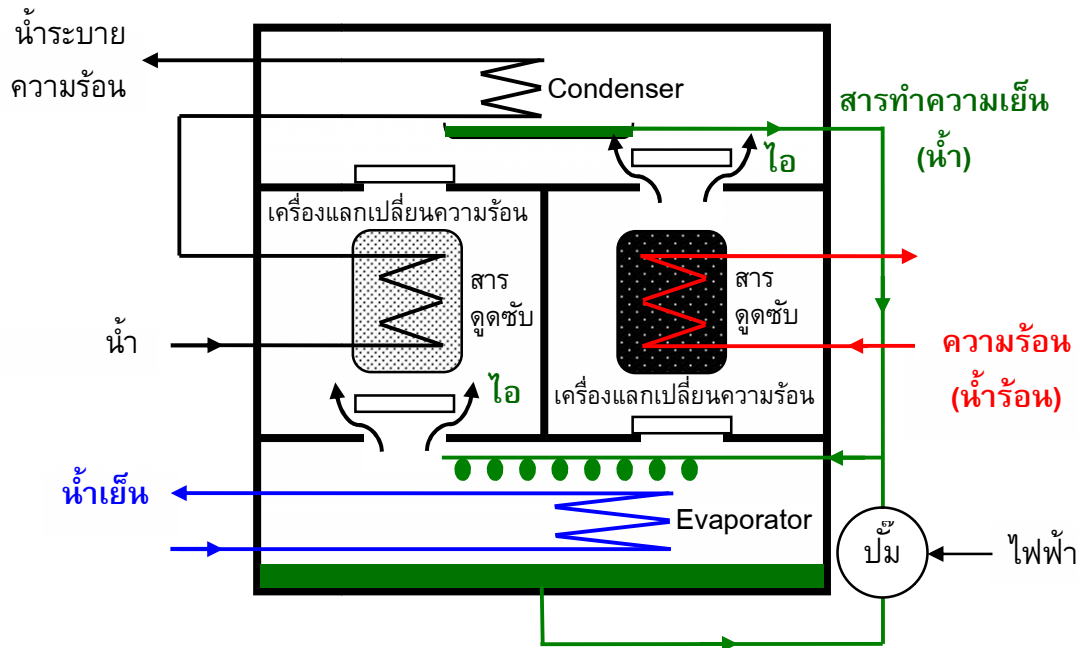 น้ำระบาย
ความร้อน
Condenser
สารทำความเย็น
(น้ำ)
ไอ
เครื่องแลกเปลี่ยนความร้อน
สาร
ดูดซับ
สาร
ดูดซับ
น้ำ
ความร้อน
(น้ำร้อน)
ไอ
เครื่องแลกเปลี่ยนความร้อน
น้ำเย็น
Evaporator
ปั๊ม
ไฟฟ้า